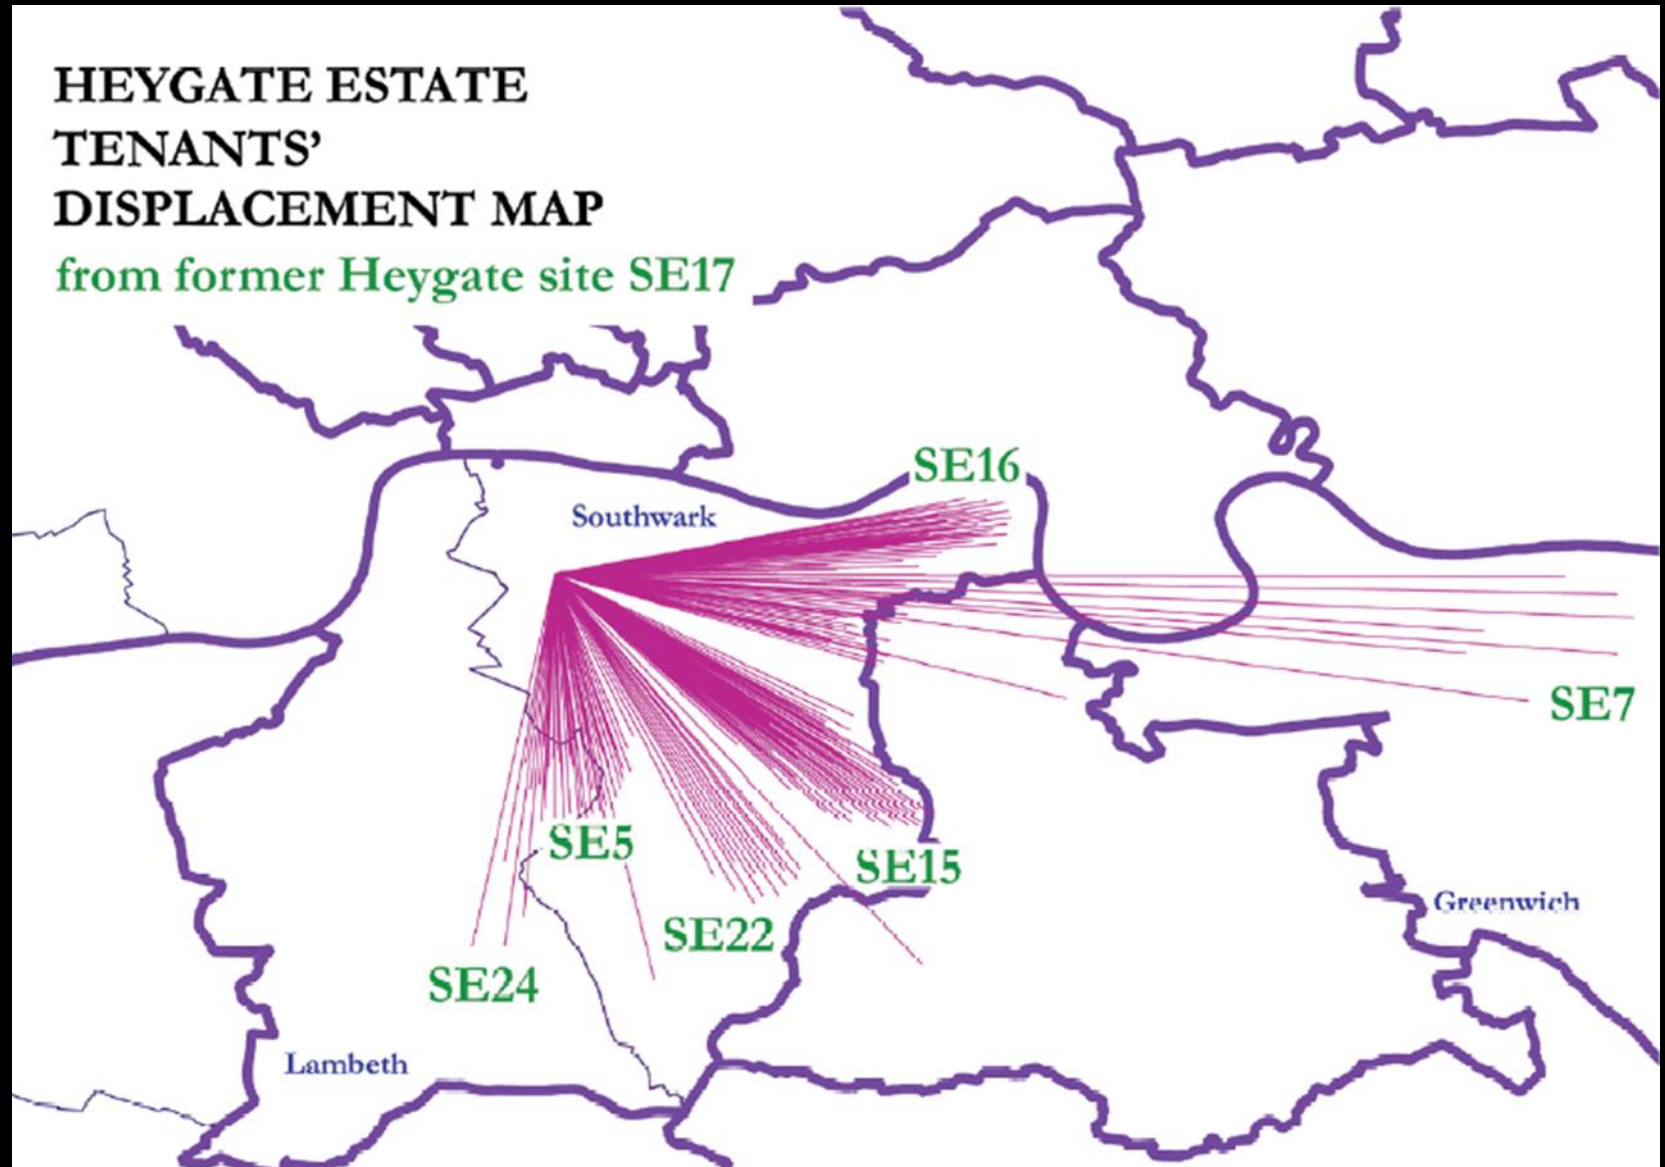 HEYGATE ESTATE
TENANTS’
DISPLACEMENT MAP
from former Heygate site SE17
SE16
Southwark
SE7
SE5
SE15
Greenwich
SE22
SE24
Lambeth